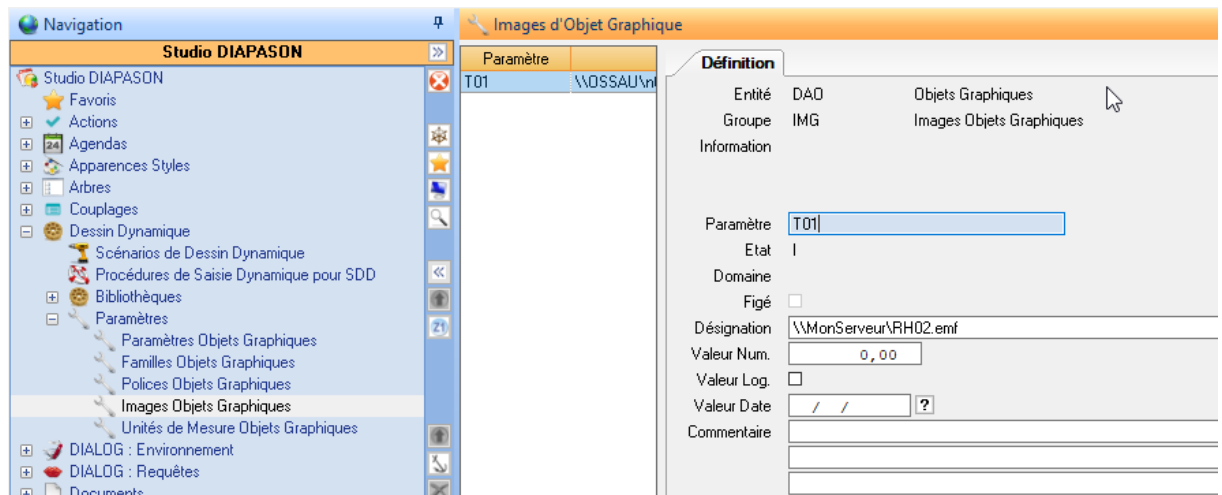 Navigation
Studio DIAPASON
Studio DIAPASON
Favoris
Actions
24 Agendas
Apparences Styles
Arbres
Couplages
Dessin Dynamique
Scénarios de Dessin Dynamique
Procédures de Saisie Dynamique pour SDD
Bibliothèques
Paramètres
Paramètres Objets Graphiques
Familles Objets Graphiques
Polices Objets Graphiques
Images Objets Graphiques
Unités de Mesure Objets Graphiques
DIALOG : Environnement
DIALOG : Requêtes
Documents
Images d'Objet Graphique
Paramètre
T01 \\OSSAU\
Définition
Entité DAO Objets Graphiques
Groupe IMG Images Objets Graphiques
Information
Paramètre T01
Etat I
Domaine
Figé
Désignation \\MonServeur\RH02.emf
Valeur Num. 0,00
Valeur Log.
Valeur Date / / ?
Commentaire